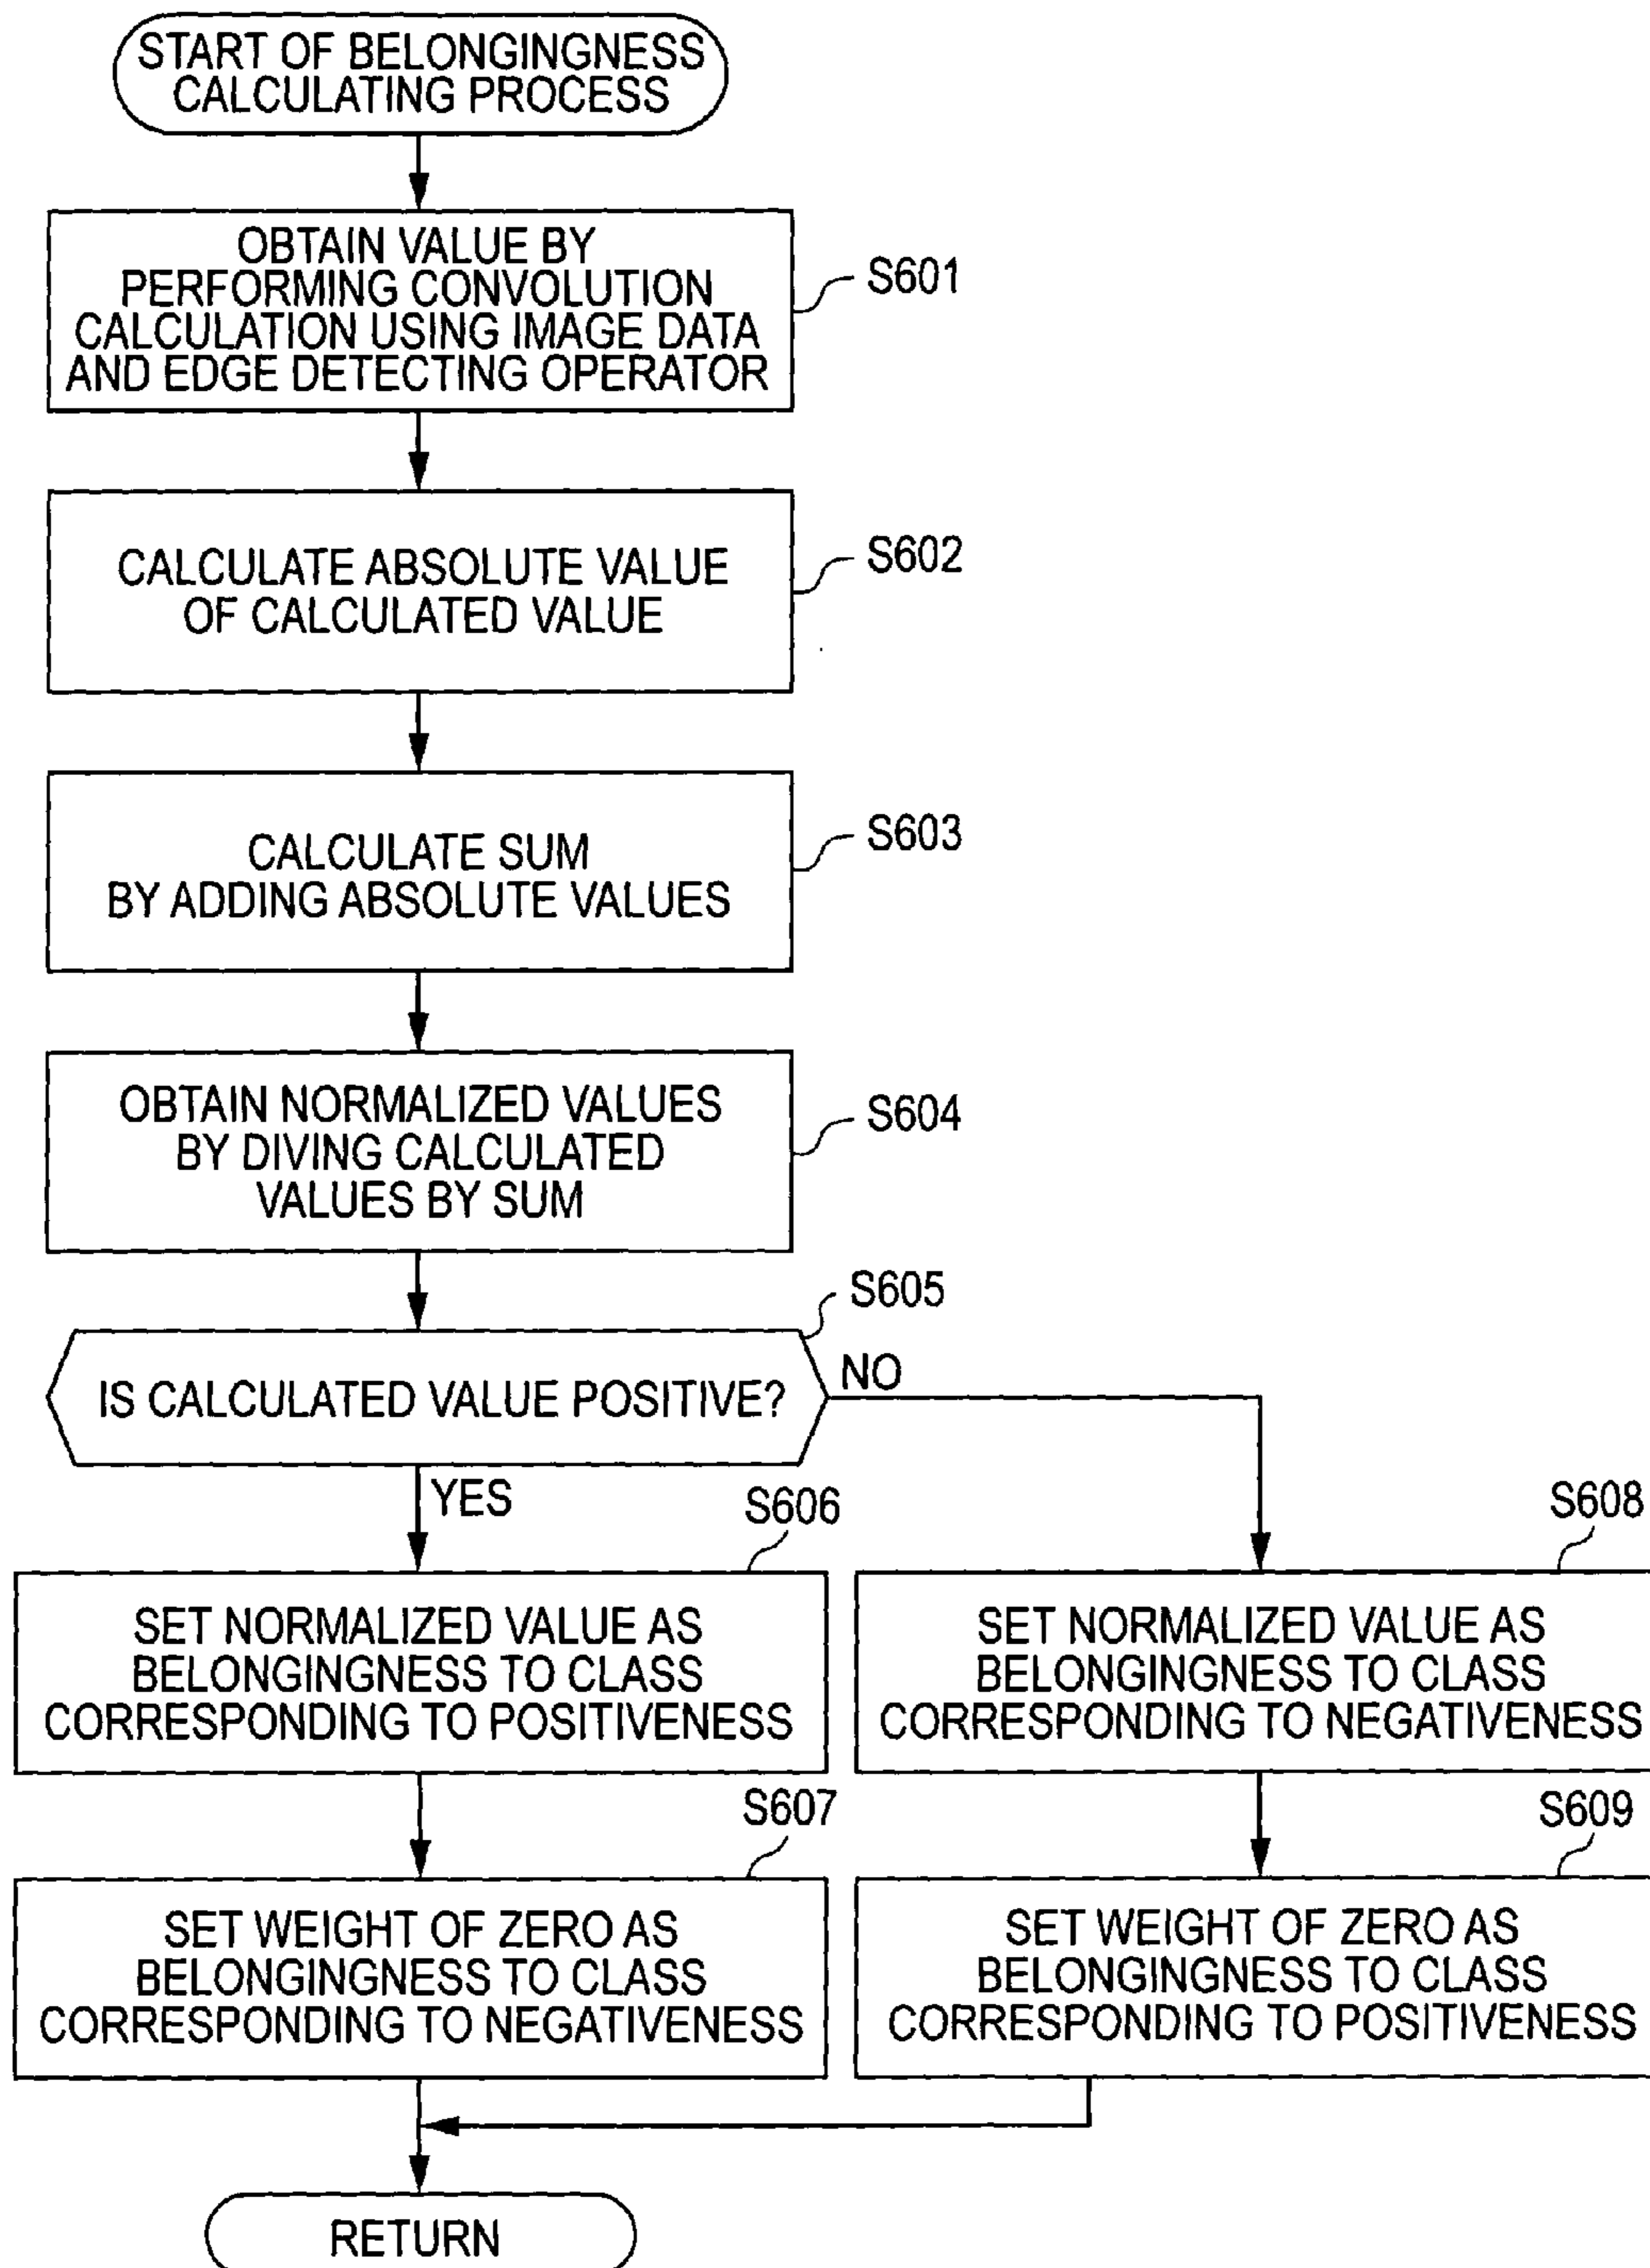 START OF BELONGINGNESS
CALCULATING PROCESS
OBTAIN VALUE BY
PERFORMING CONVOLUTION
CALCULATION USING IMAGE DATA
AND EDGE DETECTING OPERATOR
S601
CALCULATE ABSOLUTE VALUE
OF CALCULATED VALUE
S602
CALCULATE SUM
BY ADDING ABSOLUTE VALUES
S603
OBTAIN NORMALIZED VALUES
BY DIVING CALCULATED
VALUES BY SUM
S604
S605
IS CALCULATED VALUE POSITIVE?
NO
YES
S606
SET NORMALIZED VALUE AS
BELONGINGNESS TO CLASS
CORRESPONDING TO POSITIVENESS
S608
SET NORMALIZED VALUE AS
BELONGINGNESS TO CLASS
CORRESPONDING TO NEGATIVENESS
S607
SET WEIGHT OF ZERO AS
BELONGINGNESS TO CLASS
CORRESPONDING TO NEGATIVENESS
S609
SET WEIGHT OF ZERO AS
BELONGINGNESS TO CLASS
CORRESPONDING TO POSITIVENESS
RETURN